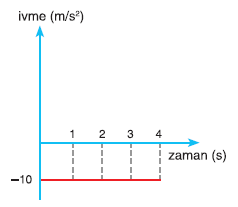 ivme (m/s²)
1 2 3 4
zaman (s)
–10